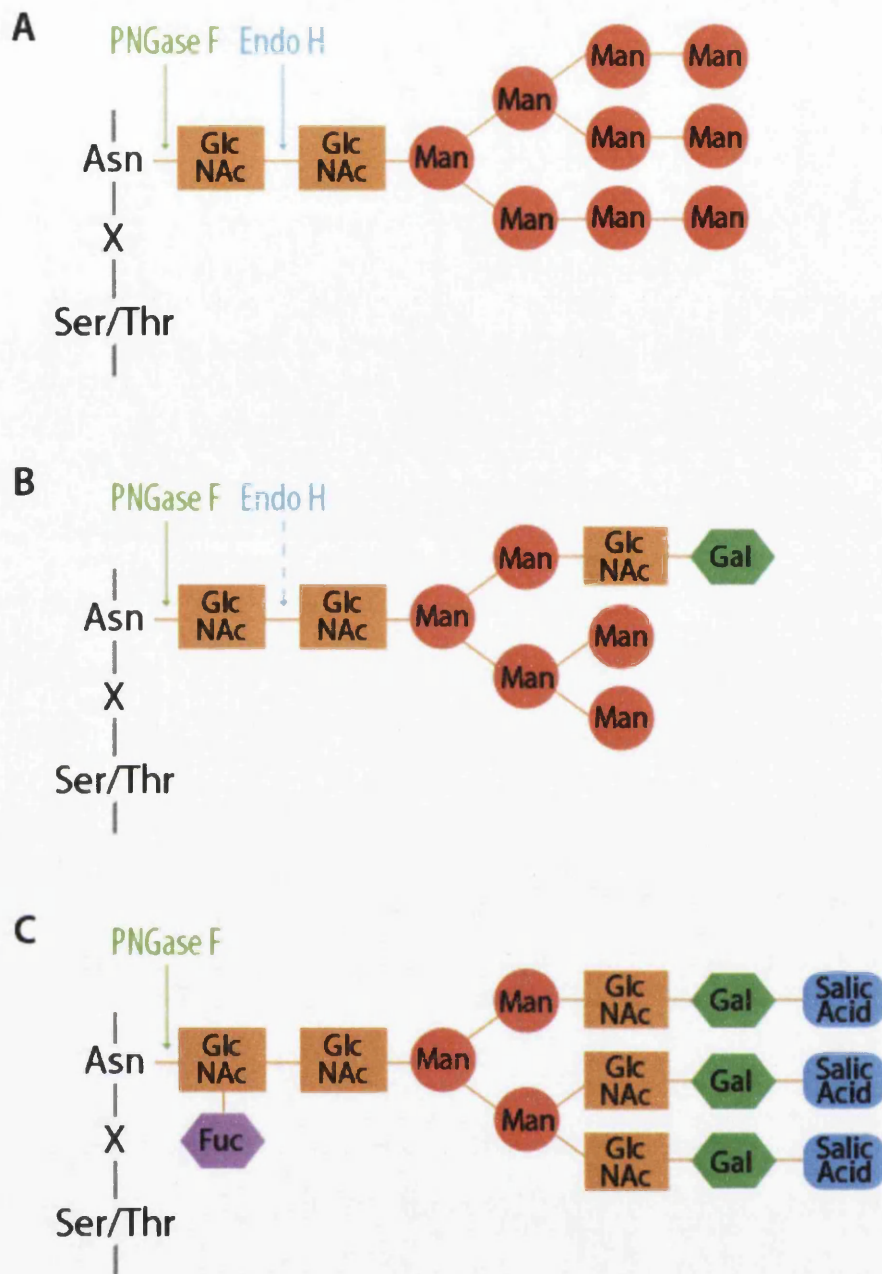 A
PNGase F Endo H
Man Man
Man
Glc NAc Glc NAc
Asn Man Man Man
X Man Man Man
Ser/Thr
B
PNGase F Endo H
Man Glc NAc Gal
Asn Glc NAc Glc NAc Man
Man
Man
X Man
Ser/Thr
C
PNGase F
Man Glc NAc Gal Salic Acid
Asn Glc NAc Glc NAc Man
Glc NAc Gal Salic Acid
Man
X Fuc
Glc NAc Gal Salic Acid
Ser/Thr